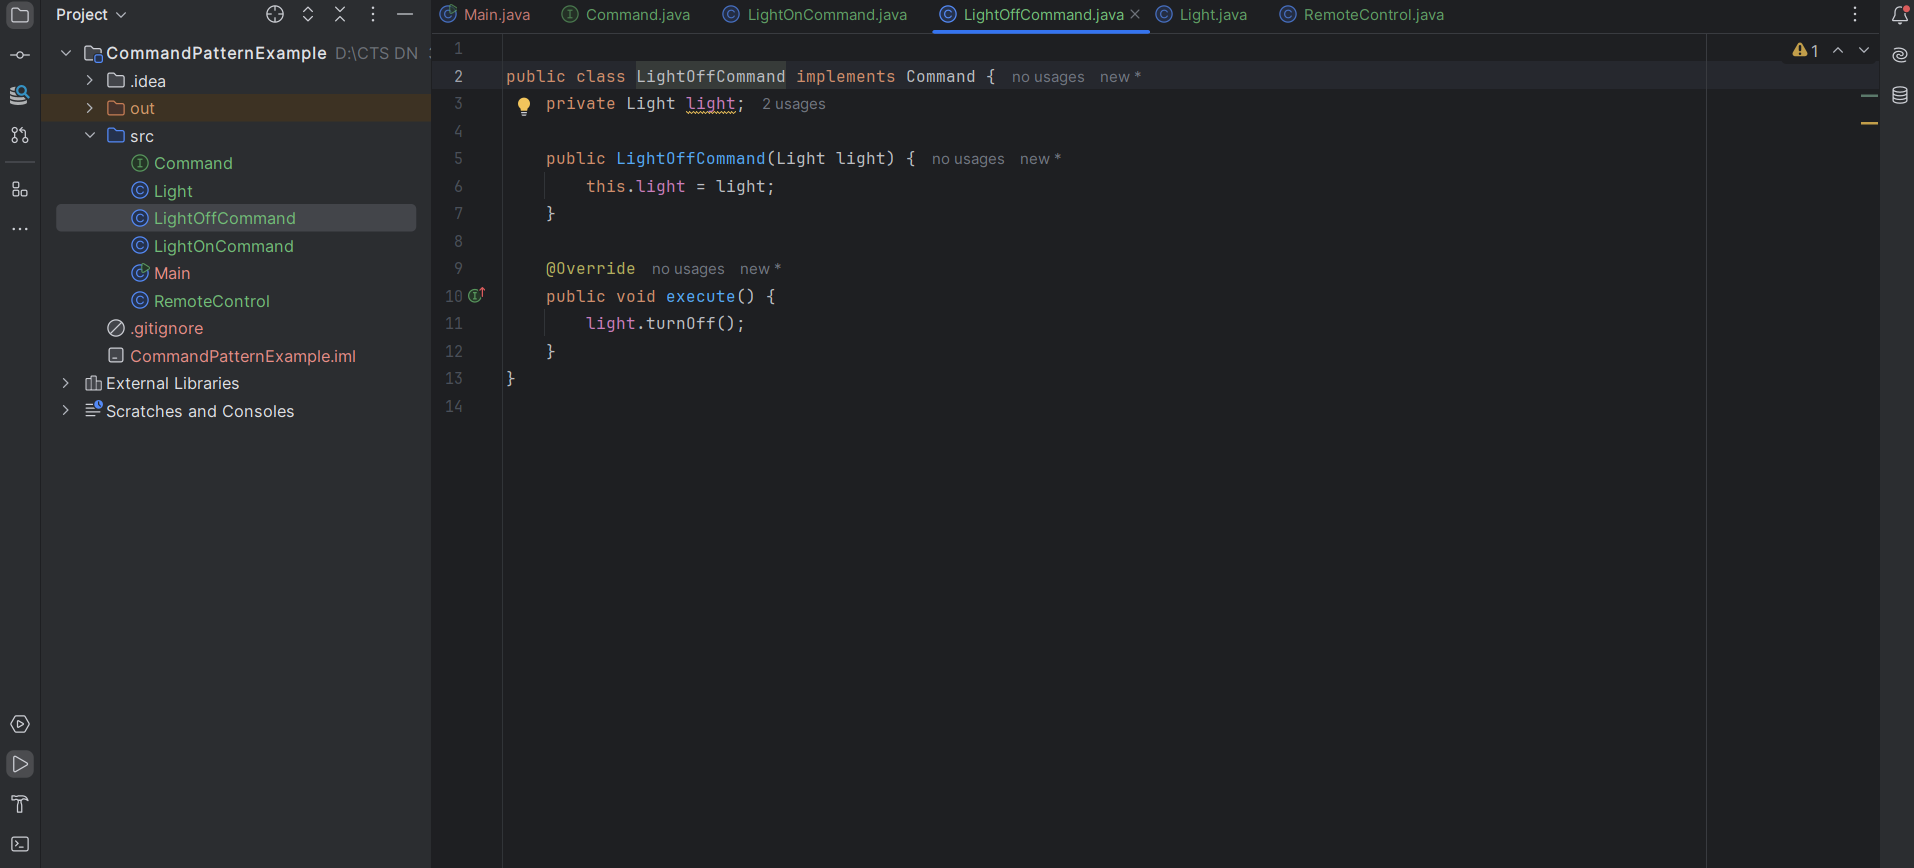 Project
Main.java
Command.java
LightOnCommand.java
LightOffCommand.java
Light.java
RemoteControl.java
CommandPatternExample D:\CTS DN
.idea
out
src
Command
Light
LightOffCommand
LightOnCommand
Main
RemoteControl
.gitignore
CommandPatternExample.iml
External Libraries
Scratches and Consoles
1
1
2 public class LightOffCommand implements Command { no usages new *
3 private Light light; 2 usages
4
5 public LightOffCommand(Light light) { no usages new *
6 this.light = light;
7 }
8
9 @Override no usages new *
10 public void execute() {
11 light.turnOff();
12 }
13 }
14